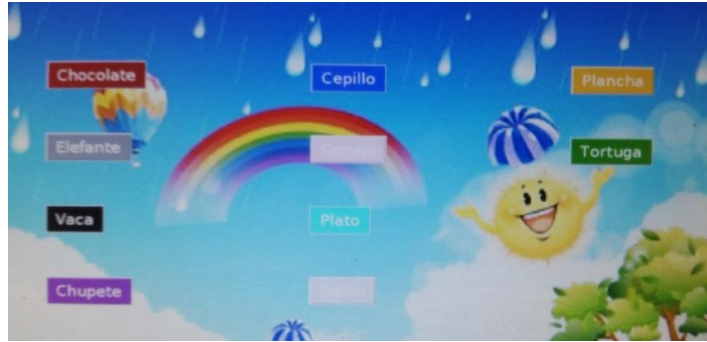 Chocolate
Cepillo
Plancha
Elefante
Tortuga
Vaca
Plato
Chupete